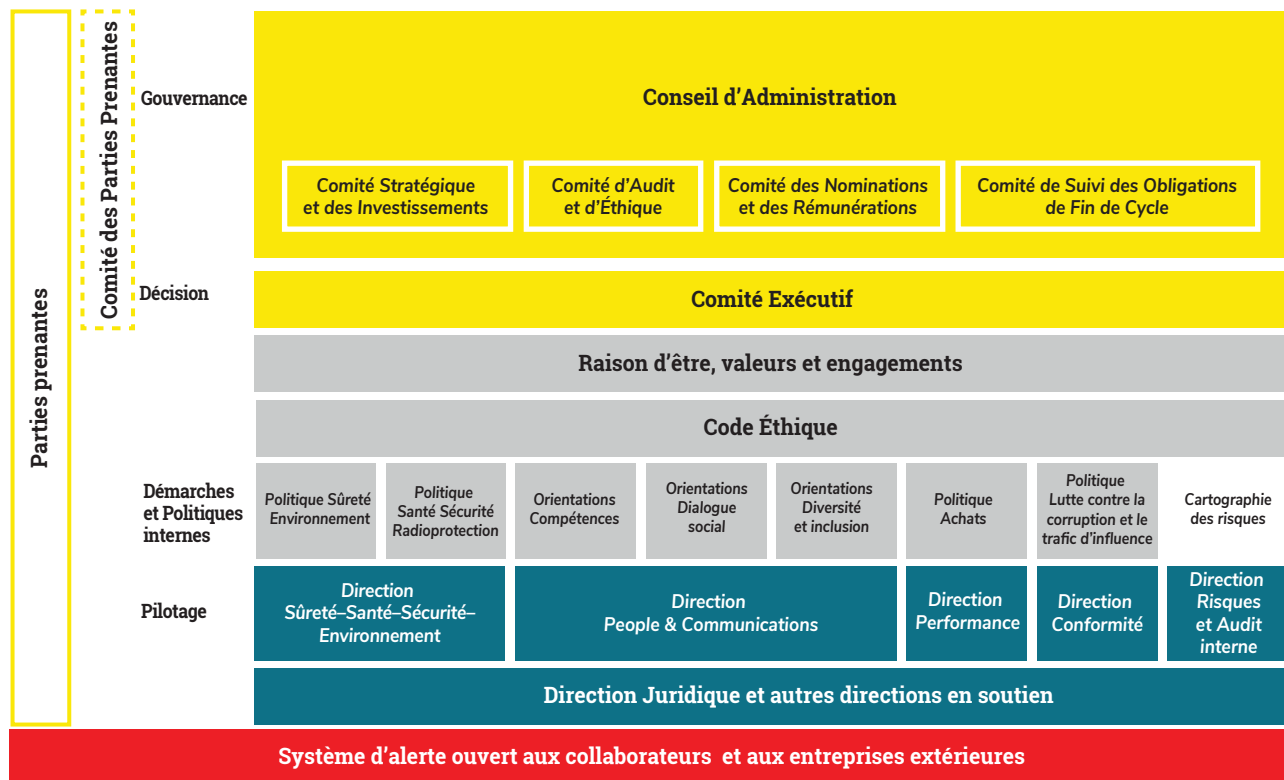 Parties prenantes
Comité des Parties Prenantes
Gouvernance
Conseil d’Administration
Comité Stratégique
et des Investissements
Comité d’Audit
et d’Éthique
Comité des Nominations
et des Rémunérations
Comité de Suivi des Obligations
de Fin de Cycle
Décision
Comité Exécutif
Raison d’être, valeurs et engagements
Code Éthique
Démarches
et Politiques
internes
Politique Sûreté
Environnement
Politique
Santé Sécurité
Radioprotection
Orientations
Compétences
Orientations
Dialogue
social
Orientations
Diversité
et inclusion
Politique
Achats
Politique
Lutte contre la
corruption et le
trafic d’influence
Cartographie
des risques
Pilotage
Direction
Sûreté–Santé–Sécurité–
Environnement
Direction
People & Communications
Direction
Performance
Direction
Conformité
Direction
Risques
et Audit
interne
Direction Juridique et autres directions en soutien
Système d’alerte ouvert aux collaborateurs et aux entreprises extérieures